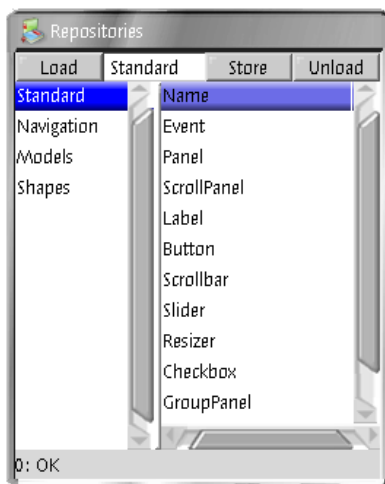 Repositories
Load Standard Store Unload
Standard
Navigation
Models
Shapes
Name
Event
Panel
ScrollPanel
Label
Button
Scrollbar
Slider
Resizer
Checkbox
GroupPanel
0: OK